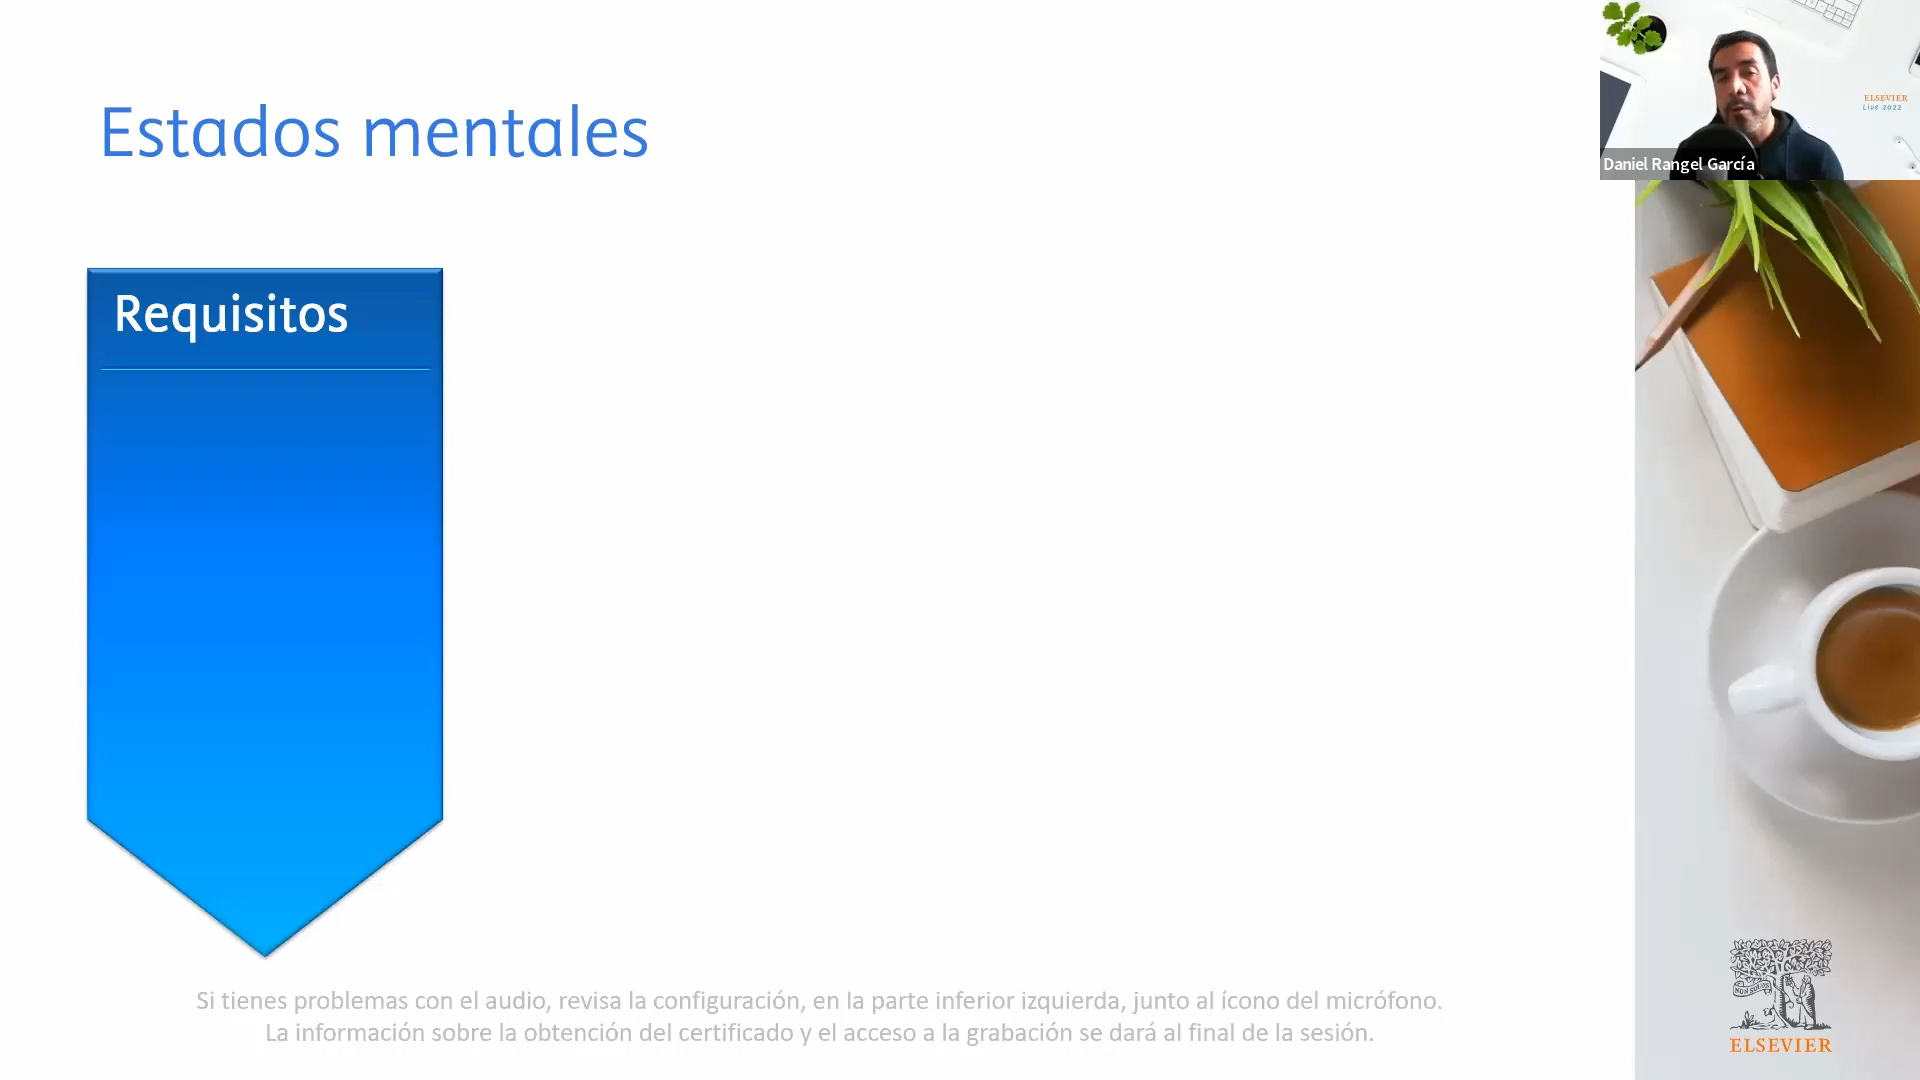 Estados mentales
ELSEVIER
Live 2022
Daniel Rangel García
Requisitos
Si tienes problemas con el audio, revisa la configuración, en la parte inferior izquierda, junto al ícono del micrófono.
La información sobre la obtención del certificado y el acceso a la grabación se dará al final de la sesión.
NON SOLUS
ELSEVIER